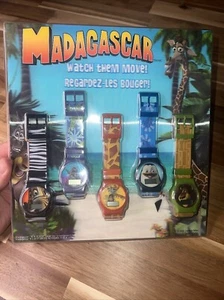 MADAGASCAR
Watch them Move!
Regardez-les Bouger!